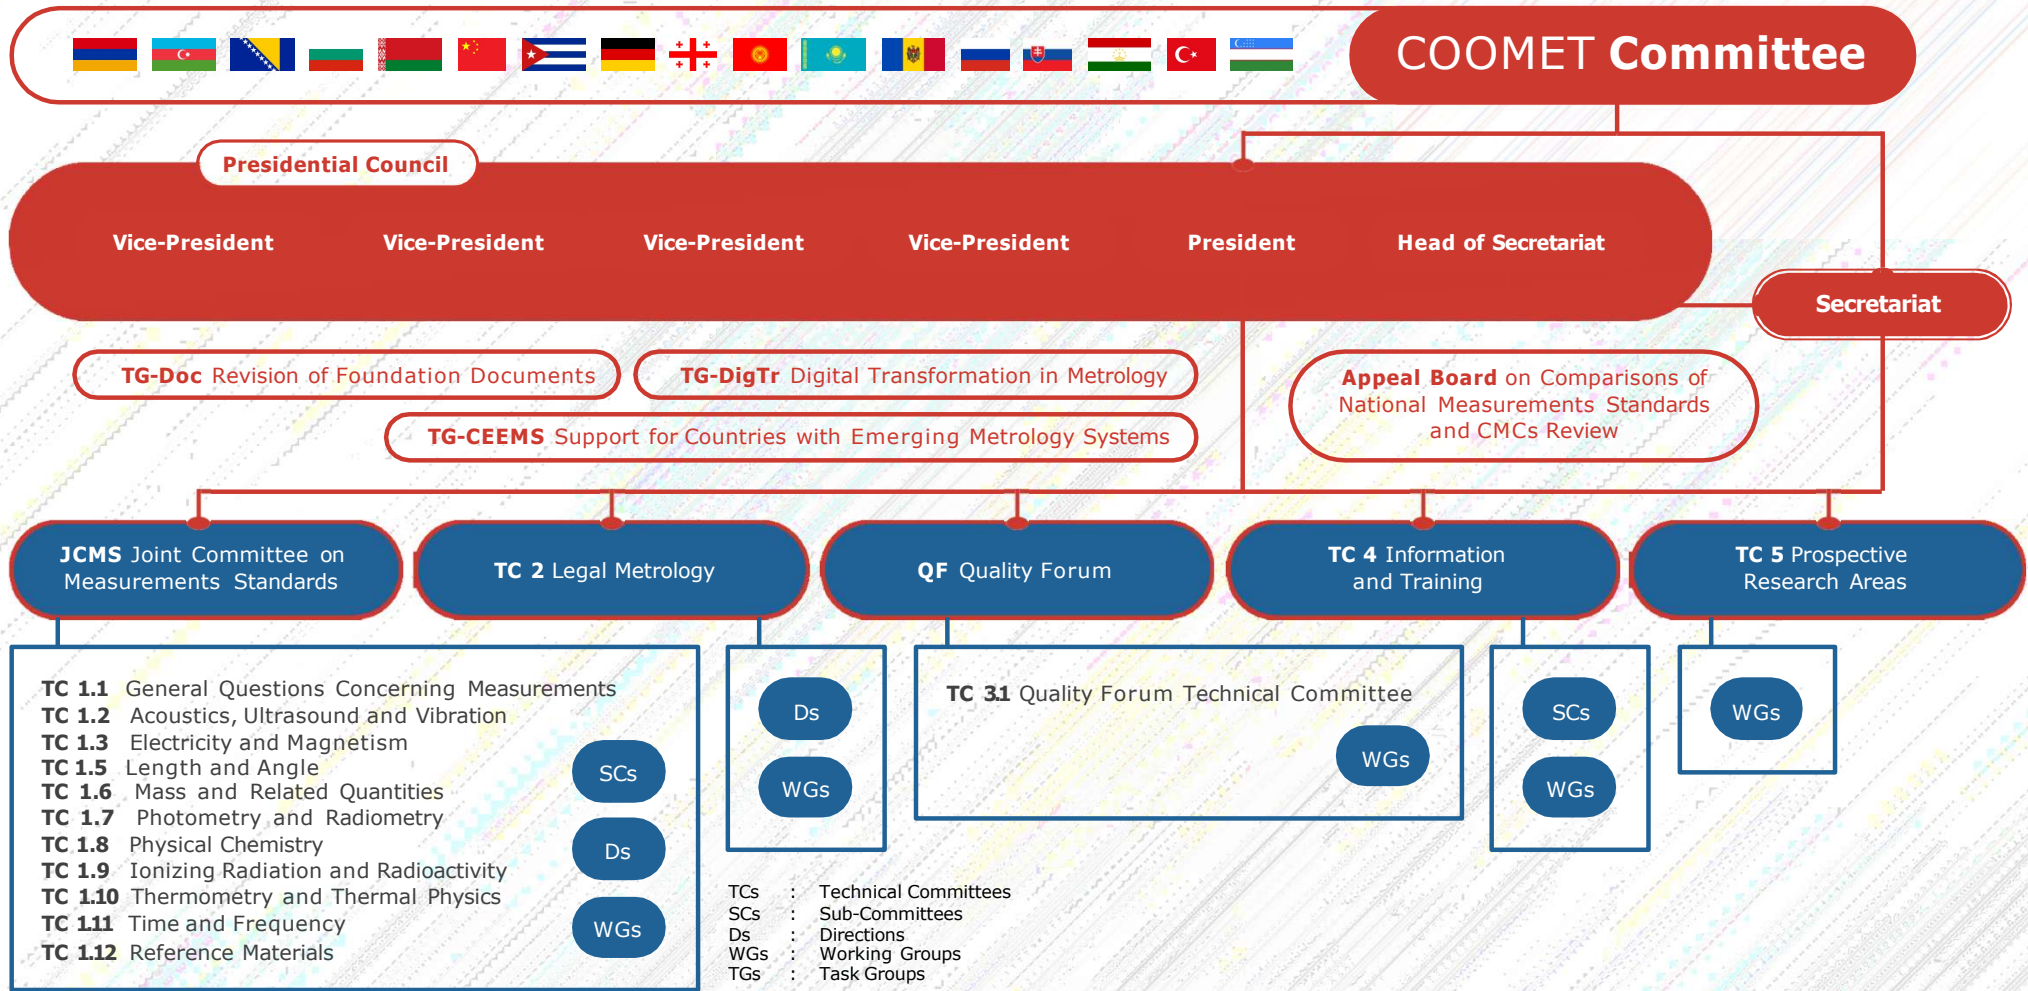 COOMET Committee
Presidential Council
Vice-President
Vice-President
Vice-President
Vice-President
President
Head of Secretariat
Secretariat
TG-Doc Revision of Foundation Documents
TG-DigTr Digital Transformation in Metrology
TG-CEEMS Support for Countries with Emerging Metrology Systems
Appeal Board on Comparisons of
National Measurements Standards
and CMCs Review
JCMS Joint Committee on
Measurements Standards
TC 2 Legal Metrology
QF Quality Forum
TC 4 Information
and Training
TC 5 Prospective
Research Areas
TC 1.1 General Questions Concerning Measurements
TC 1.2 Acoustics, Ultrasound and Vibration
TC 1.3 Electricity and Magnetism
TC 1.5 Length and Angle
TC 1.6 Mass and Related Quantities
TC 1.7 Photometry and Radiometry
TC 1.8 Physical Chemistry
TC 1.9 Ionizing Radiation and Radioactivity
TC 1.10 Thermometry and Thermal Physics
TC 1.11 Time and Frequency
TC 1.12 Reference Materials
SCs
Ds
WGs
Ds
WGs
TC 3.1 Quality Forum Technical Committee
WGs
SCs
WGs
WGs
TCs : Technical Committees
SCs : Sub-Committees
Ds : Directions
WGs : Working Groups
TGs : Task Groups